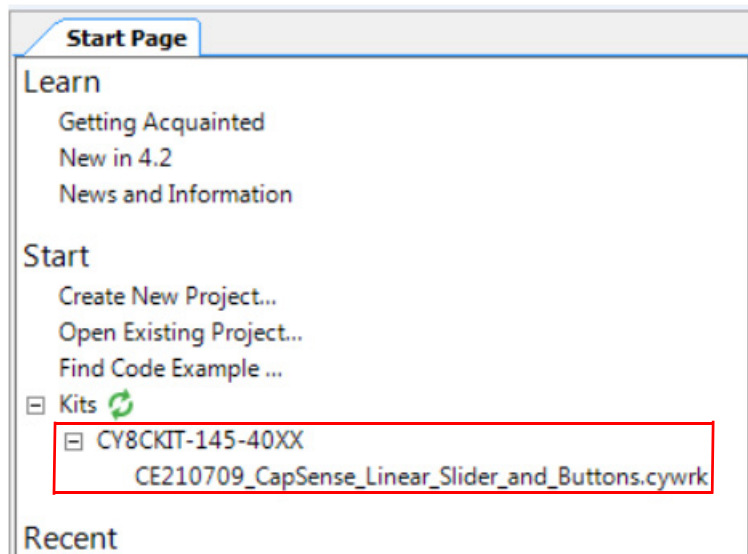 Start Page
Learn
Getting Acquainted
New in 4.2
News and Information
Start
Create New Project...
Open Existing Project...
Find Code Example ...
Kits
CY8CKIT-145-40XX
CE210709_CapSense_Linear_Slider_and_Buttons.cywrk
Recent